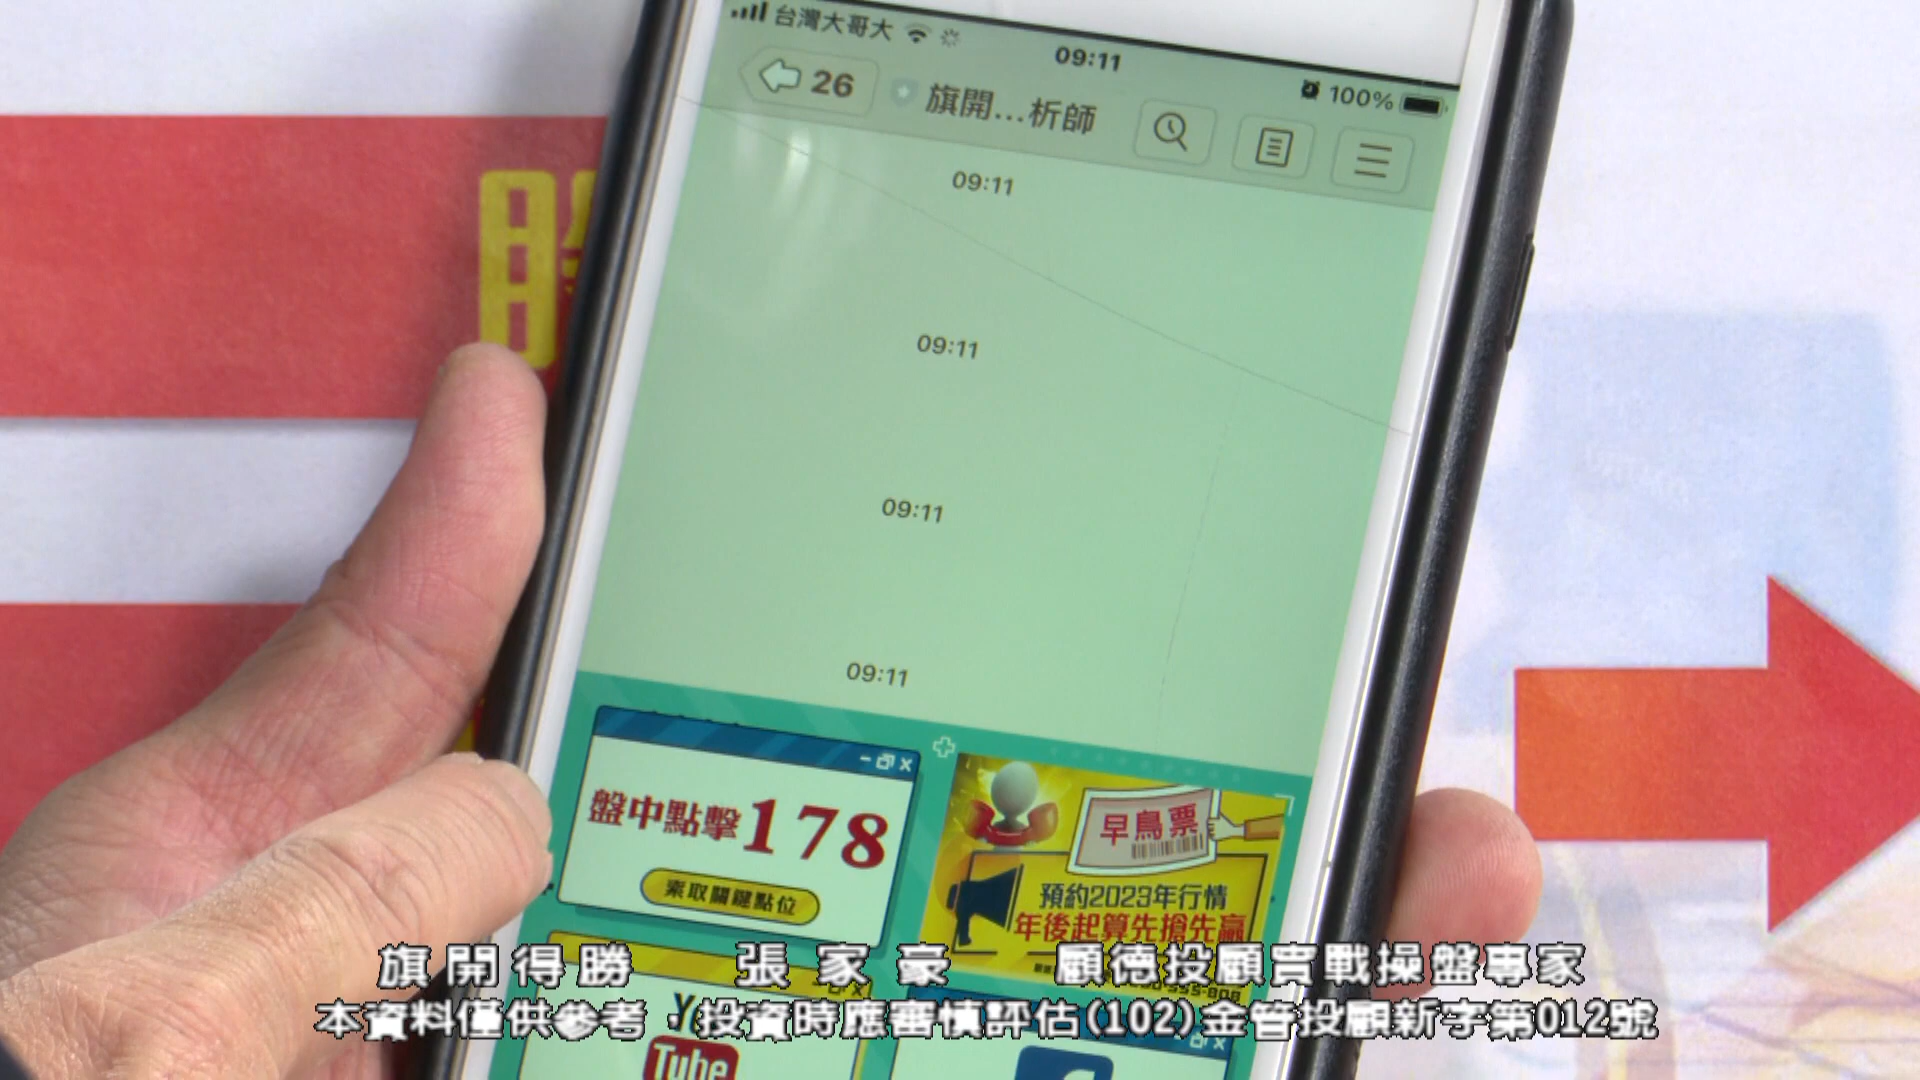 台灣大哥大
09:11
100%
26
旗開...析師
09:11
09:11
09:11
09:11
盤中點擊178
索取關鍵點位
早鳥票
預約2023年行情
年後起算先搶先贏
You
Tube
旗開得勝 張家豪 顧德投顧實戰操盤專家
本資料僅供參考，投資時應審慎評估(102)金管投顧新字第012號